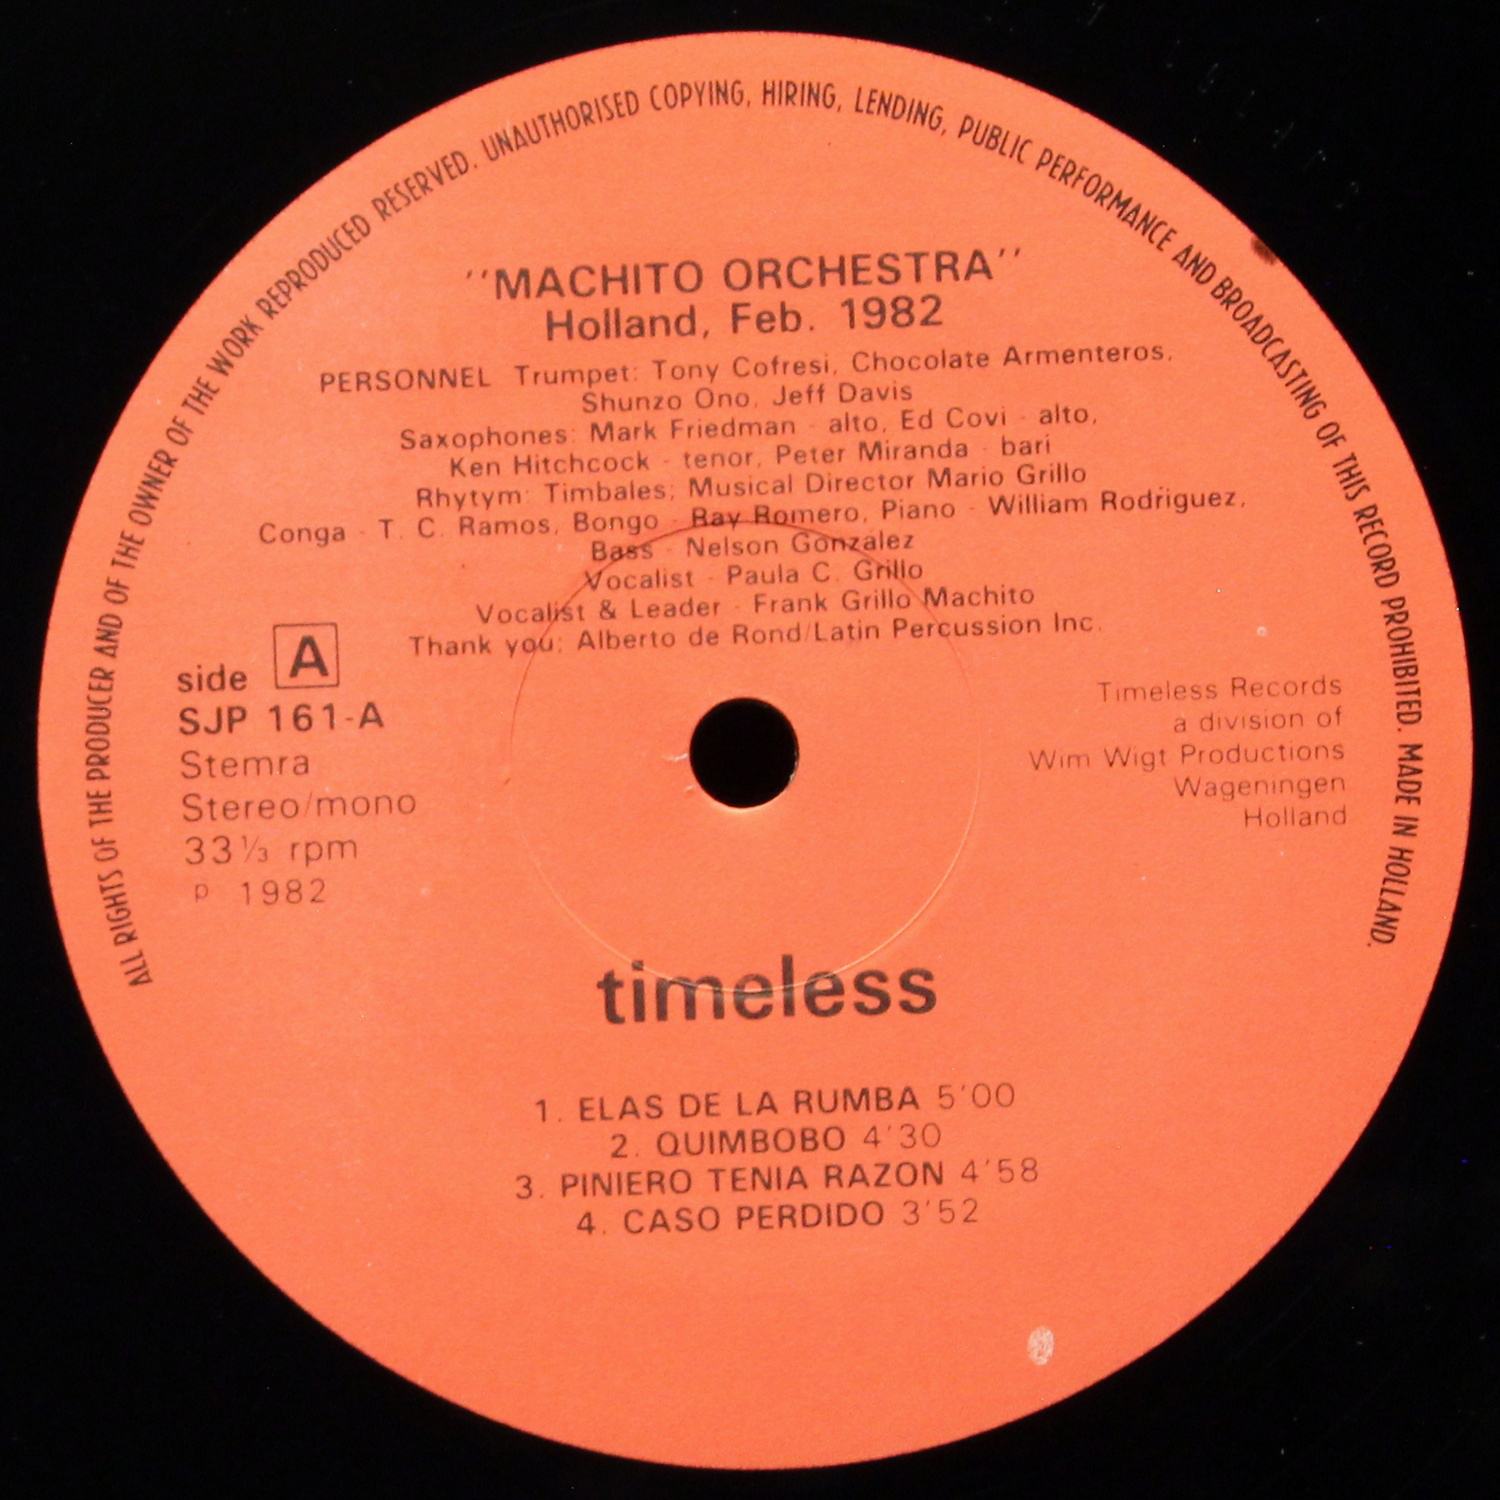 ALL RIGHTS OF THE PRODUCER AND OF THE OWNER OF THE WORK REPRODUCED RESERVED. UNAUTHORISED COPYING, HIRING, LENDING, PUBLIC PERFORMANCE AND BROADCASTING OF THIS RECORD PROHIBITED. MADE IN HOLLAND.
''MACHITO ORCHESTRA''
Holland, Feb. 1982
PERSONNEL Trumpet: Tony Cofresi, Chocolate Armenteros,
Shunzo Ono, Jeff Davis
Saxophones: Mark Friedman - alto, Ed Covi - alto,
Ken Hitchcock - tenor, Peter Miranda - bari
Rhytym: Timbales; Musical Director Mario Grillo
Conga - T. C. Ramos, Bongo - Ray Romero, Piano - William Rodriguez,
Bass - Nelson Gonzalez
Vocalist - Paula C. Grillo
Vocalist & Leader - Frank Grillo Machito
Thank you: Alberto de Rond/Latin Percussion Inc.
side A
SJP 161-A
Stemra
Stereo/mono
33 1/3 rpm
p 1982
Timeless Records
a division of
Wim Wigt Productions
Wageningen
Holland
timeless
1. ELAS DE LA RUMBA 5'00
2. QUIMBOBO 4'30
3. PINIERO TENIA RAZON 4'58
4. CASO PERDIDO 3'52